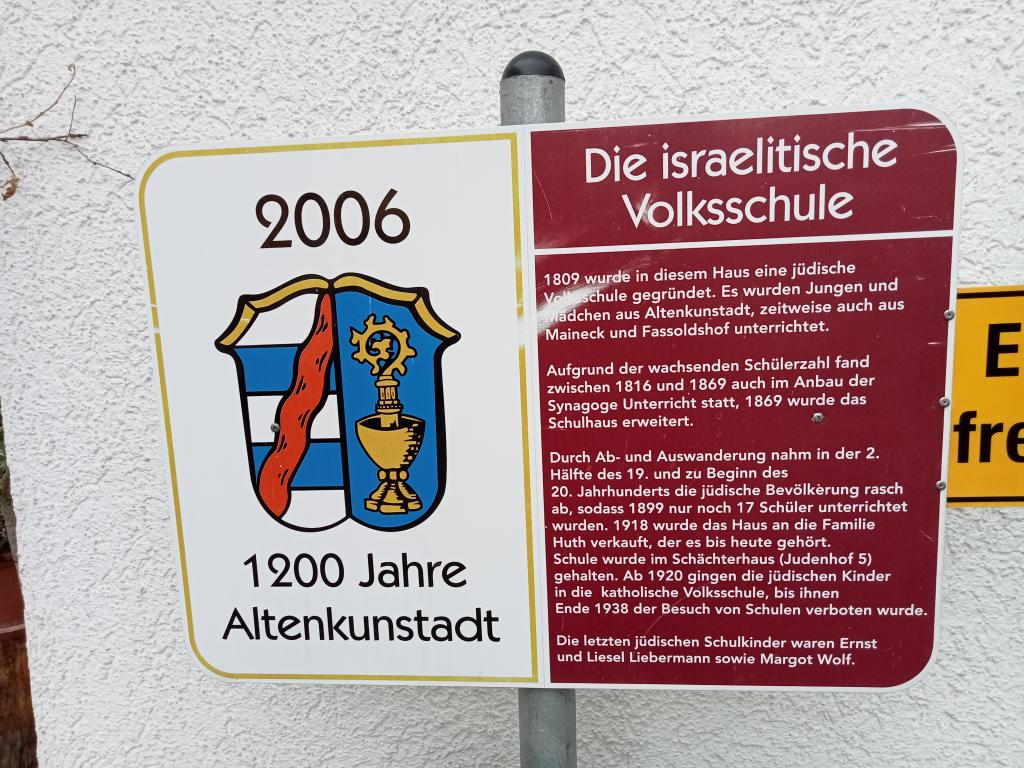 2006
1200 Jahre
Altenkunstadt
Die israelitische
Volksschule
1809 wurde in diesem Haus eine jüdische
Volksschule gegründet. Es wurden Jungen und
Mädchen aus Altenkunstadt, zeitweise auch aus
Maineck und Fassoldshof unterrichtet.
Aufgrund der wachsenden Schülerzahl fand
zwischen 1816 und 1869 auch im Anbau der
Synagoge Unterricht statt, 1869 wurde das
Schulhaus erweitert.
Durch Ab- und Auswanderung nahm in der 2.
Hälfte des 19. und zu Beginn des
20. Jahrhunderts die jüdische Bevölkerung rasch
ab, sodass 1899 nur noch 17 Schüler unterrichtet
wurden. 1918 wurde das Haus an die Familie
Huth verkauft, der es bis heute gehört.
Schule wurde im Schächterhaus (Judenhof 5)
gehalten. Ab 1920 gingen die jüdischen Kinder
in die katholische Volksschule, bis ihnen
Ende 1938 der Besuch von Schulen verboten wurde.
Die letzten jüdischen Schulkinder waren Ernst
und Liesel Liebermann sowie Margot Wolf.